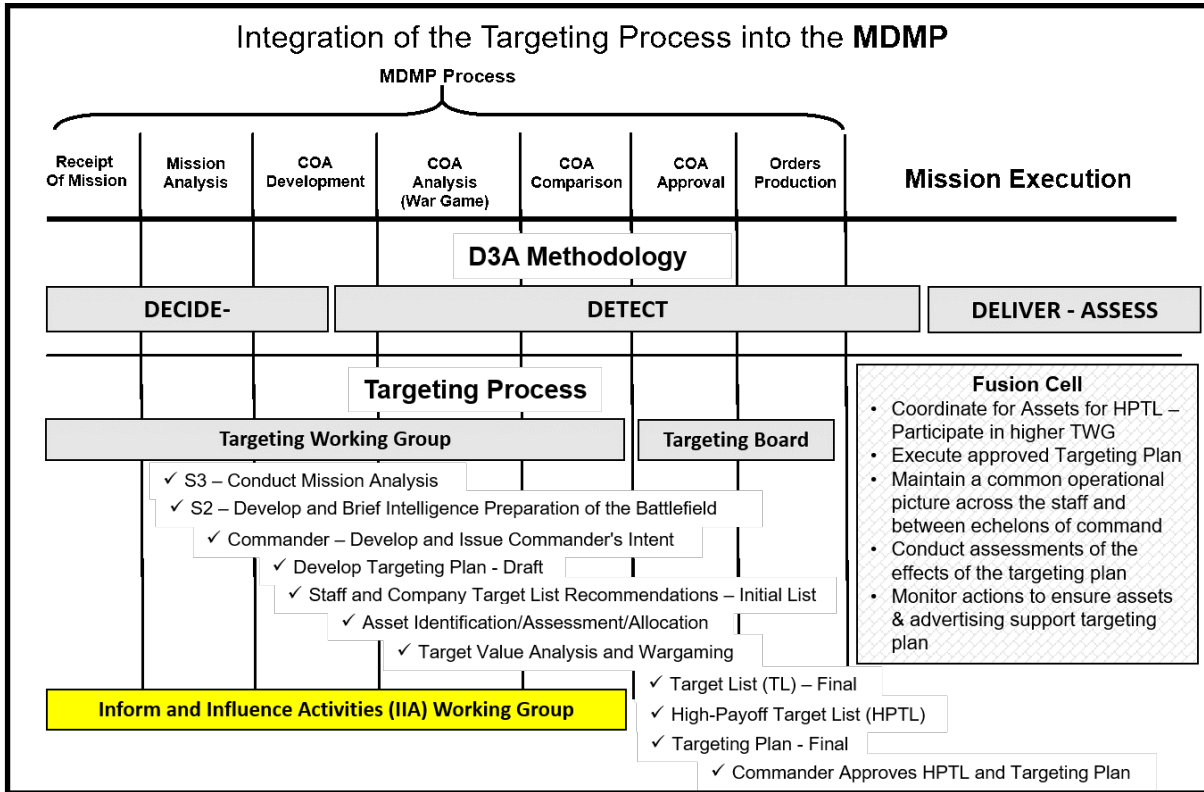 Integration of the Targeting Process into the MDMP
MDMP Process
Receipt
Of Mission
Mission
Analysis
COA
Development
COA
Analysis
(War Game)
COA
Comparison
COA
Approval
Orders
Production
Mission Execution
D3A Methodology
DECIDE-
DETECT
DELIVER - ASSESS
Targeting Process
Targeting Working Group
Targeting Board
✓ S3 – Conduct Mission Analysis
✓ S2 – Develop and Brief Intelligence Preparation of the Battlefield
✓ Commander – Develop and Issue Commander's Intent
✓ Develop Targeting Plan - Draft
✓ Staff and Company Target List Recommendations – Initial List
✓ Asset Identification/Assessment/Allocation
✓ Target Value Analysis and Wargaming
✓ Target List (TL) – Final
✓ High-Payoff Target List (HPTL)
✓ Targeting Plan - Final
✓ Commander Approves HPTL and Targeting Plan
Inform and Influence Activities (IIA) Working Group
Fusion Cell
• Coordinate for Assets for HPTL –
Participate in higher TWG
• Execute approved Targeting Plan
• Maintain a common operational
picture across the staff and
between echelons of command
• Conduct assessments of the
effects of the targeting plan
• Monitor actions to ensure assets
& advertising support targeting
plan